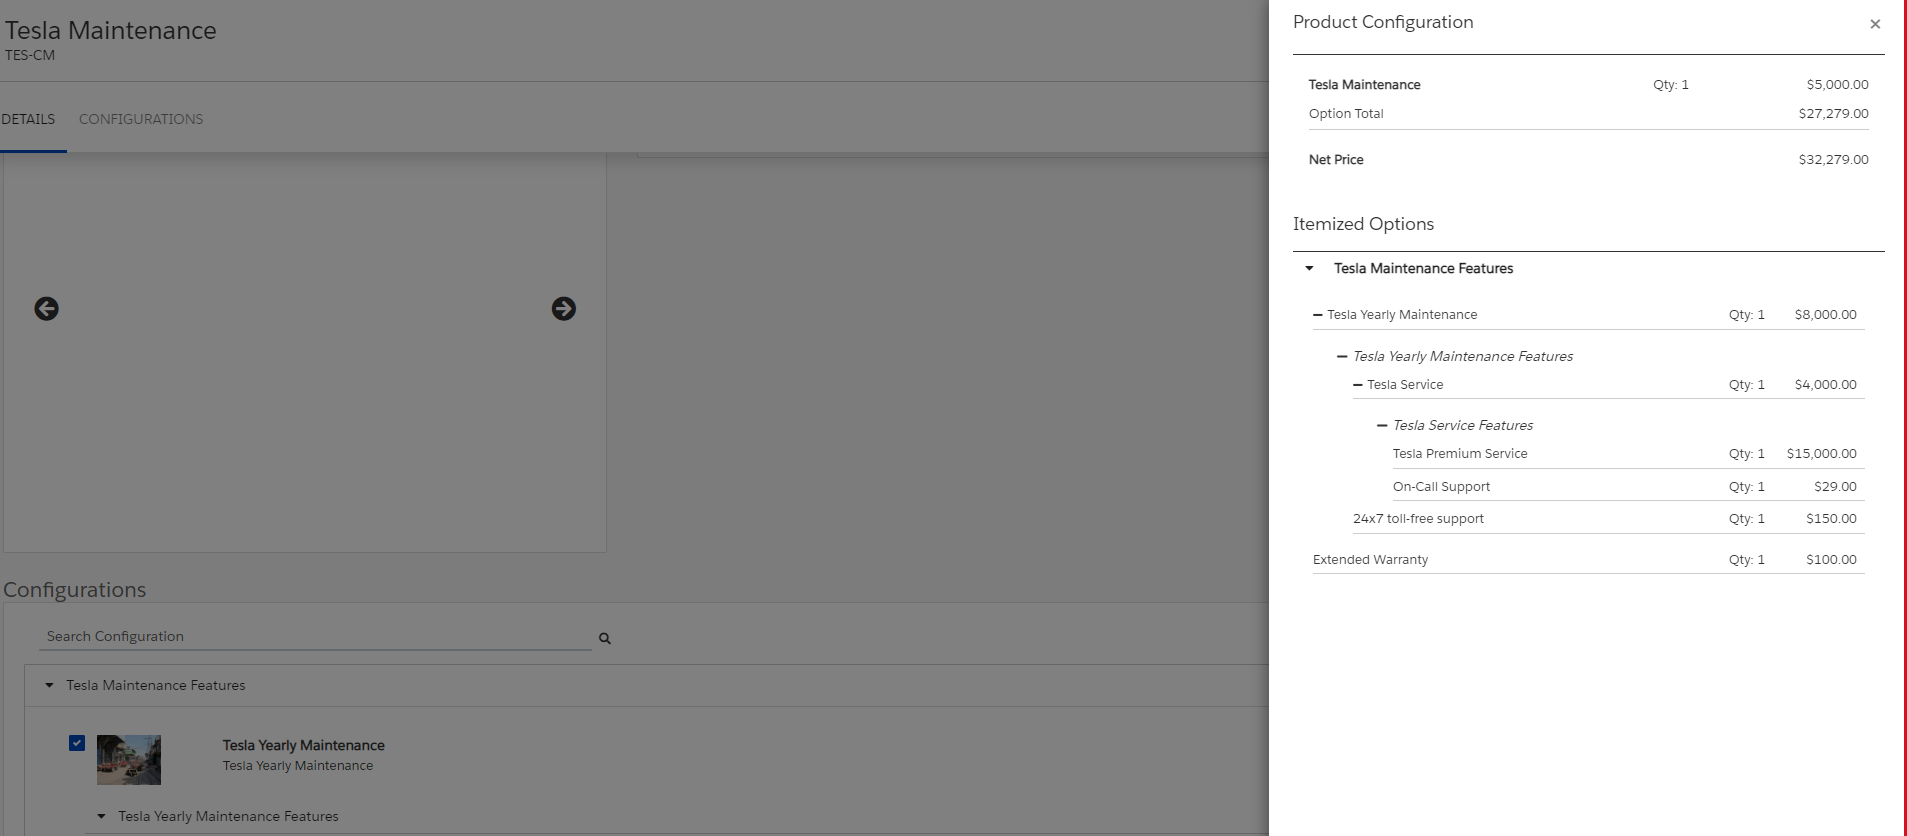 Tesla Maintenance
TES-CM
DETAILS CONFIGURATIONS
Configurations
Search Configuration
Tesla Maintenance Features
Tesla Yearly Maintenance
Tesla Yearly Maintenance
Tesla Yearly Maintenance Features
Product Configuration ×
Tesla Maintenance Qty: 1 $5,000.00
Option Total $27,279.00
Net Price $32,279.00
Itemized Options
Tesla Maintenance Features
Tesla Yearly Maintenance Qty: 1 $8,000.00
Tesla Yearly Maintenance Features
Tesla Service Qty: 1 $4,000.00
Tesla Service Features
Tesla Premium Service Qty: 1 $15,000.00
On-Call Support Qty: 1 $29.00
24x7 toll-free support Qty: 1 $150.00
Extended Warranty Qty: 1 $100.00